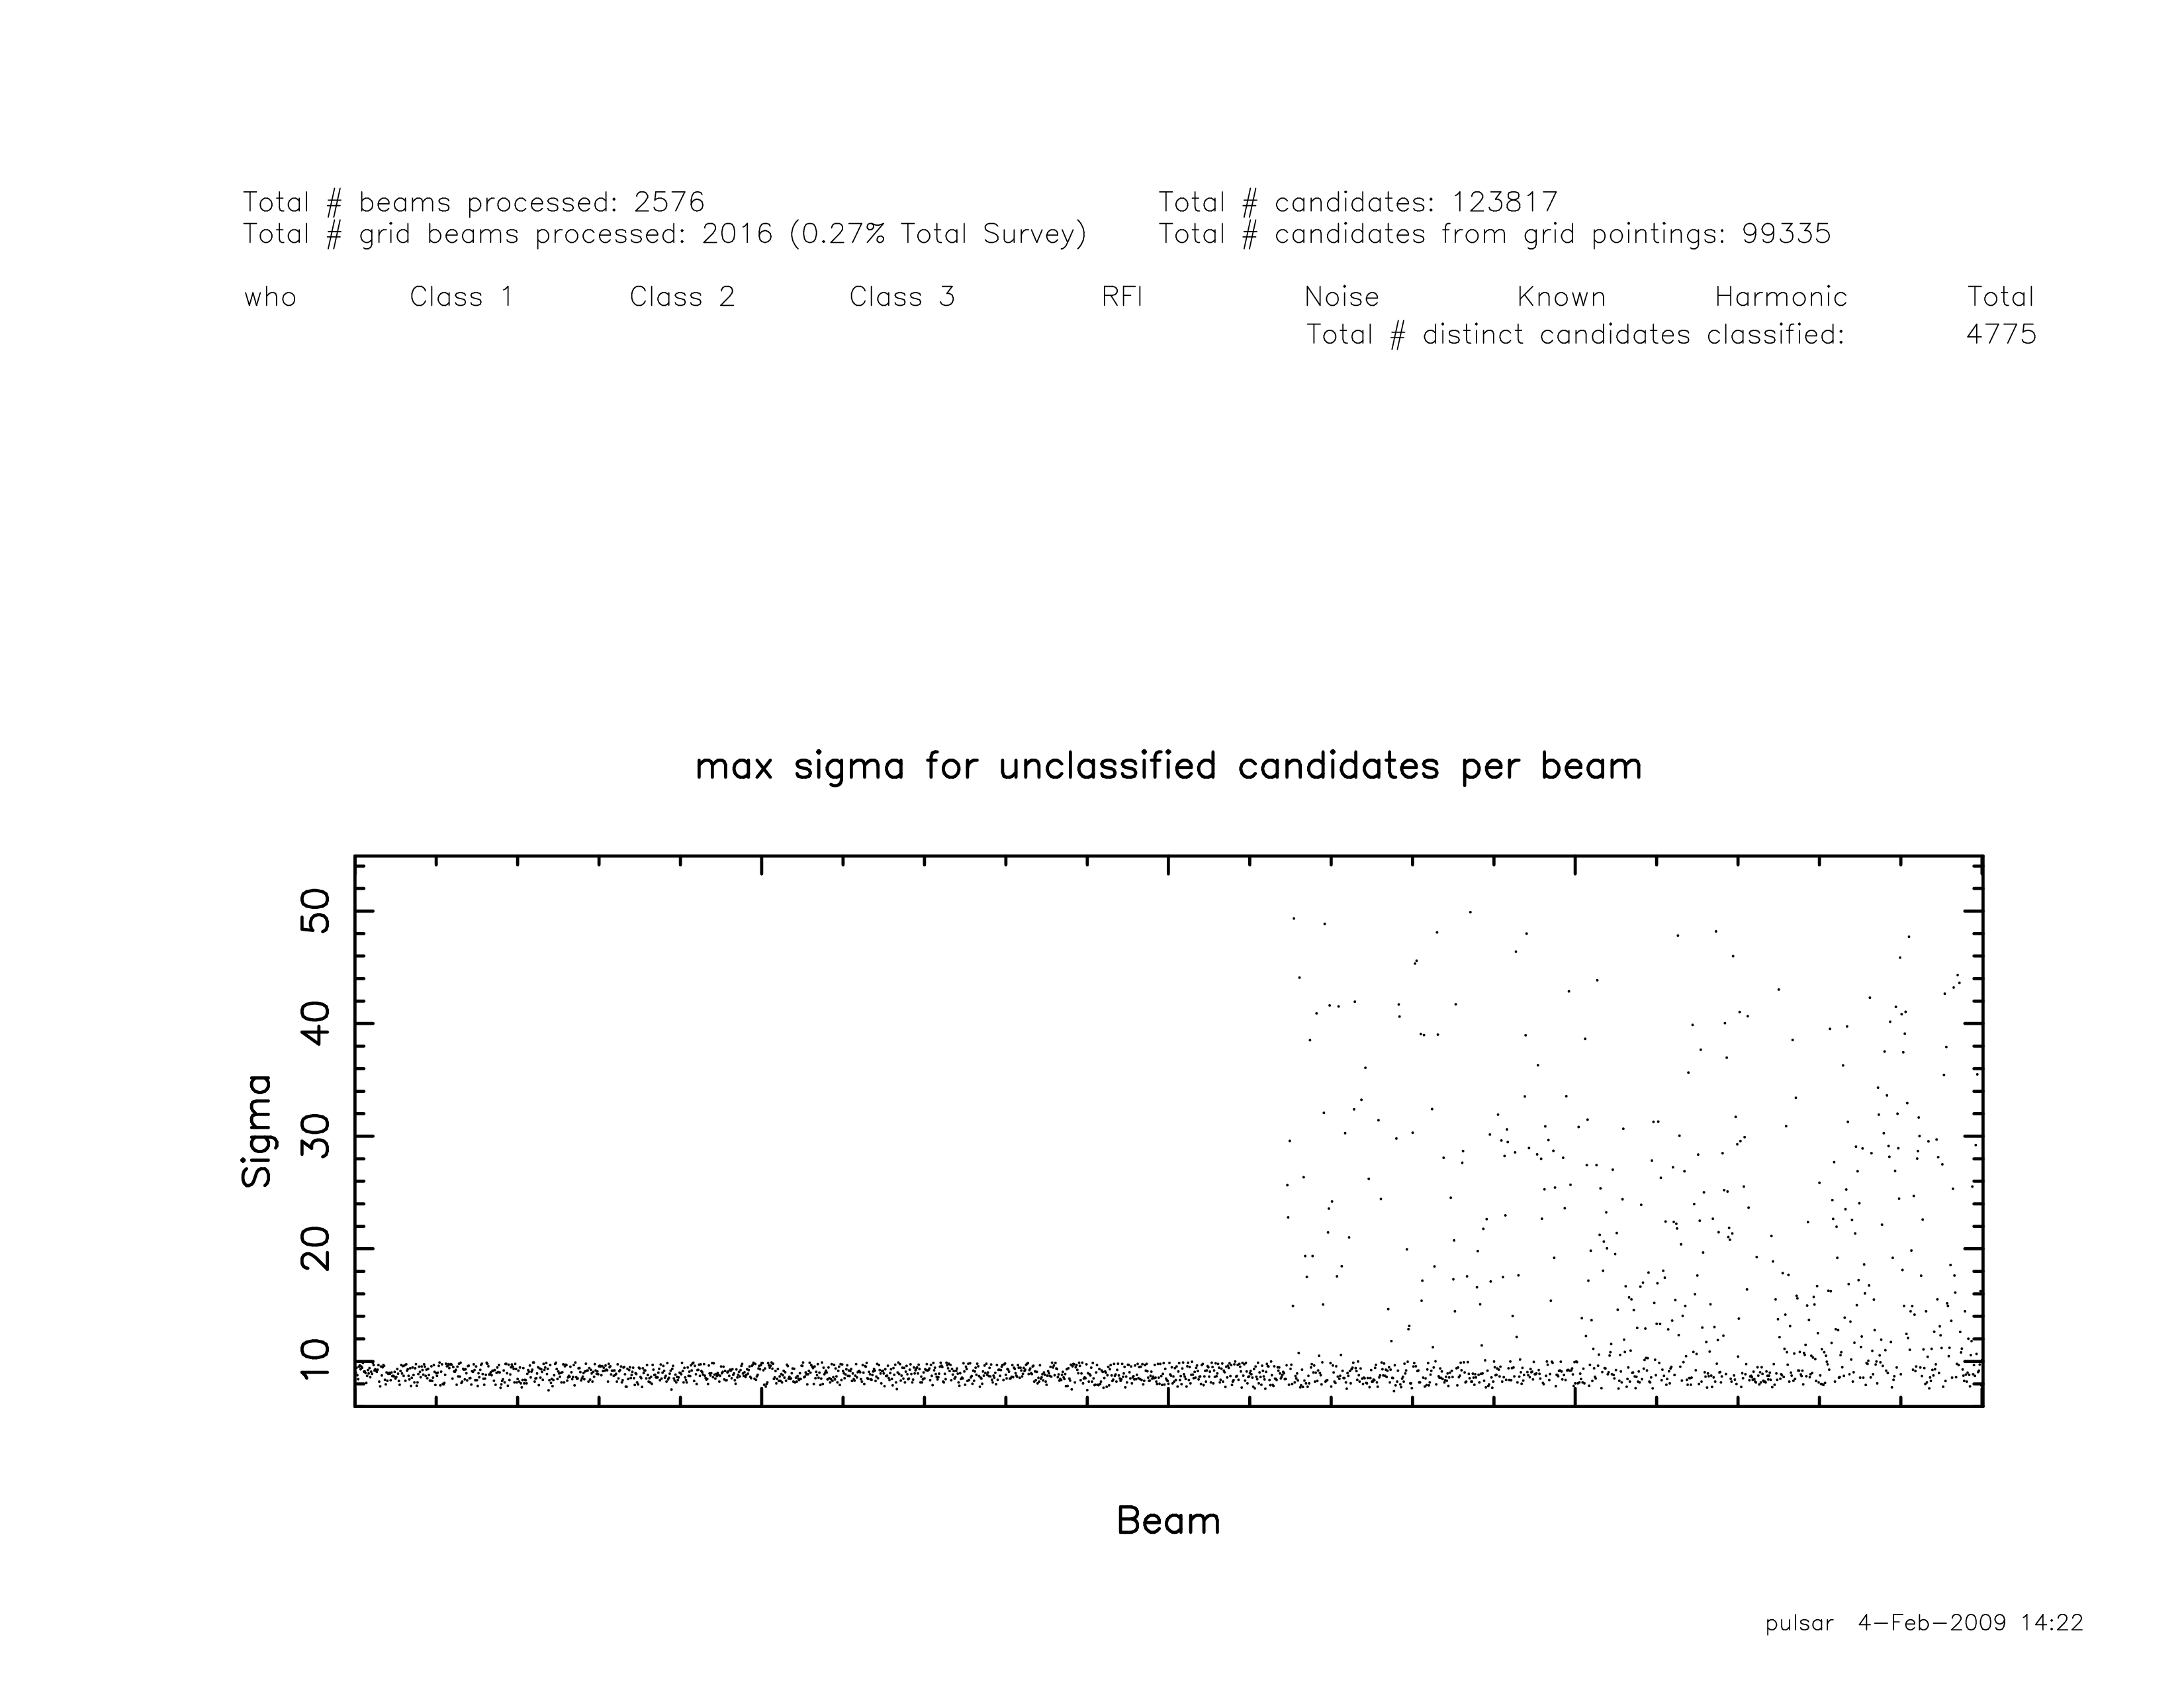 Total # beams processed: 2576 Total # candidates: 123817
Total # grid beams processed: 2016 (0.27% Total Survey) Total # candidates from grid pointings: 99335
who Class 1 Class 2 Class 3 RFI Noise Known Harmonic Total
Total # distinct candidates classified: 4775
max sigma for unclassified candidates per beam
50
40
30
20
10
Sigma
Beam
pulsar 4-Feb-2009 14:22